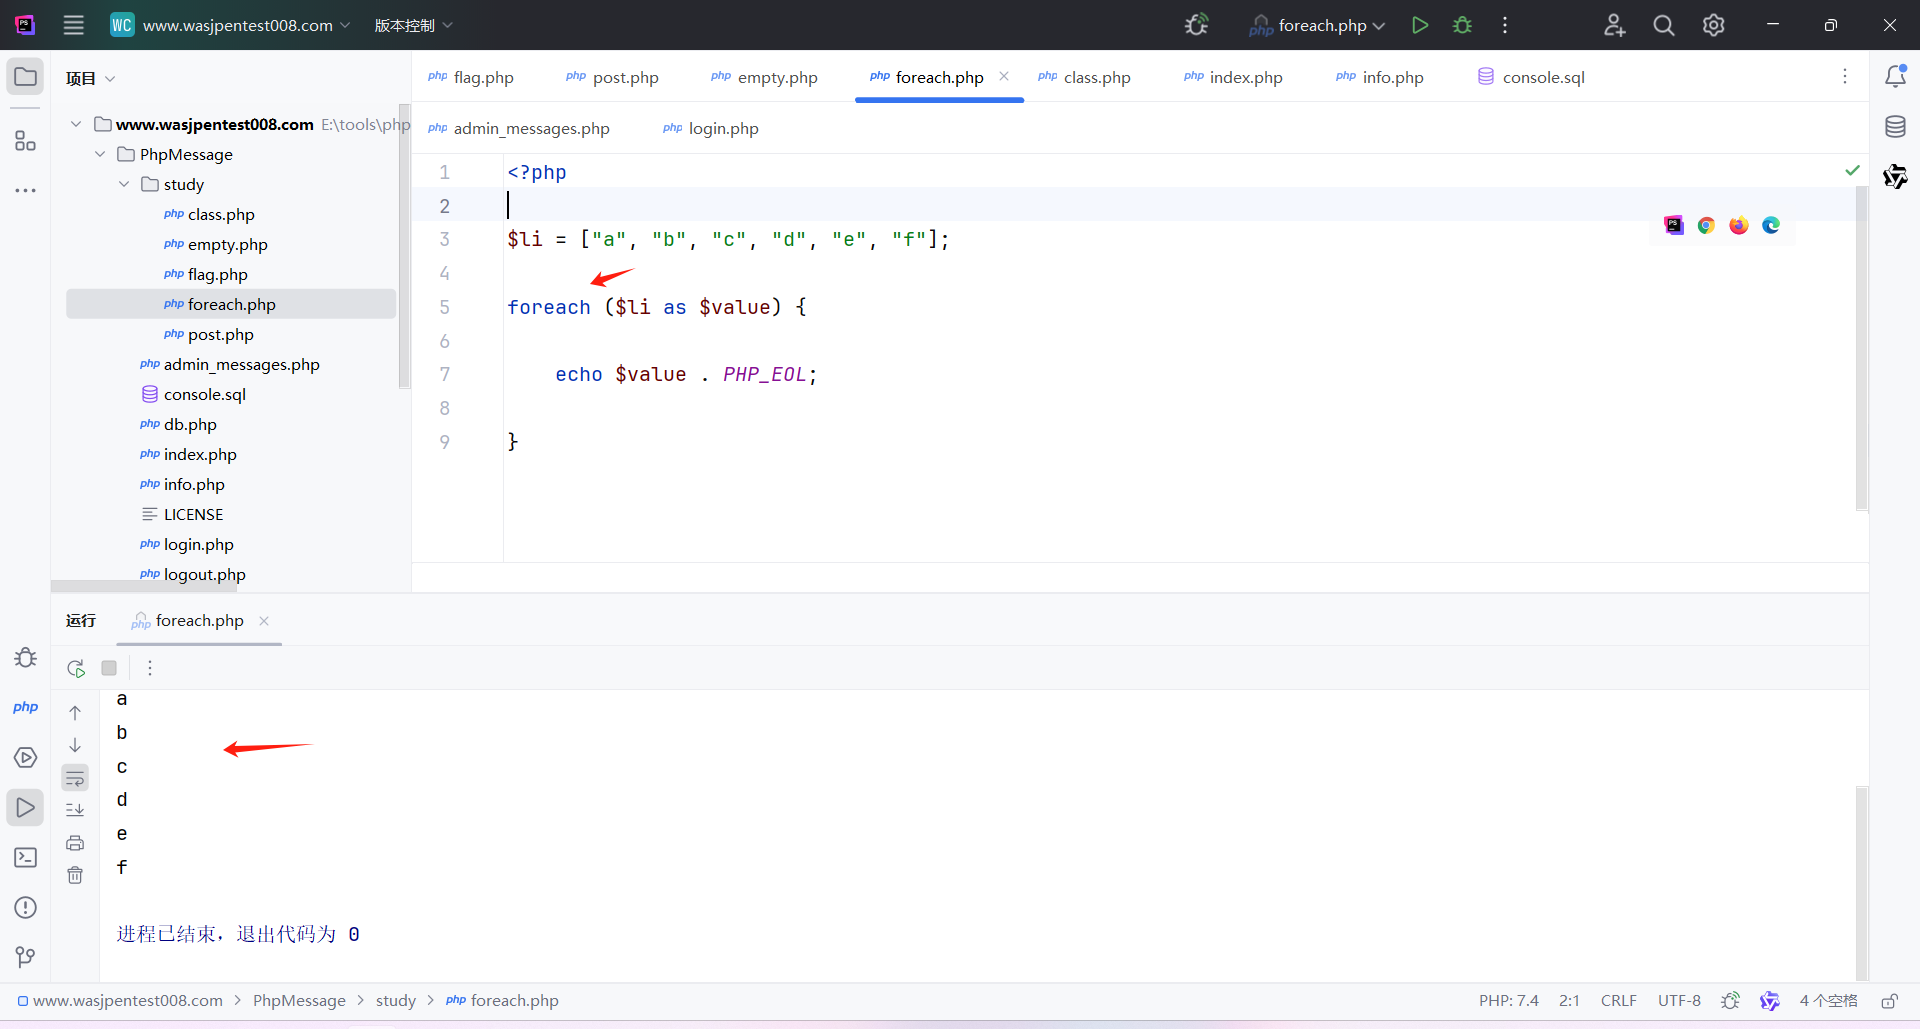 WC www.wasjpentest008.com 版本控制 php foreach.php
项目
www.wasjpentest008.com E:\tools\php
PhpMessage
study
php class.php
php empty.php
php flag.php
php foreach.php
php post.php
php admin_messages.php
console.sql
php db.php
php index.php
php info.php
LICENSE
php login.php
php logout.php
php flag.php php post.php php empty.php php foreach.php php class.php php index.php php info.php console.sql
php admin_messages.php php login.php
1 <?php
2
3 $li = ["a", "b", "c", "d", "e", "f"];
4
5 foreach ($li as $value) {
6
7 echo $value . PHP_EOL;
8
9 }
运行 php foreach.php
php
a
b
c
d
e
f
进程已结束，退出代码为 0
www.wasjpentest008.com > PhpMessage > study > php foreach.php PHP: 7.4 2:1 CRLF UTF-8 4 个空格